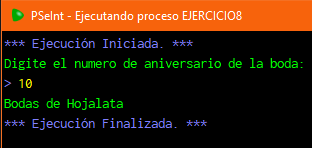 PSeInt - Ejecutando proceso EJERCICIO8
*** Ejecución Iniciada. ***
Digite el numero de aniversario de la boda:
> 10
Bodas de Hojalata
*** Ejecución Finalizada. ***